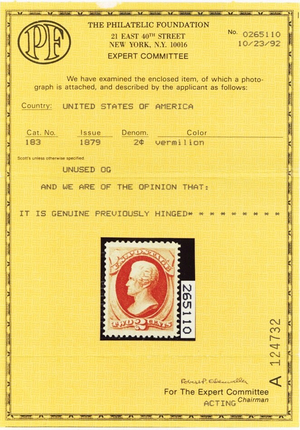 PF
THE PHILATELIC FOUNDATION
21 EAST 40TH STREET
NEW YORK, N.Y. 10016
EXPERT COMMITTEE
No. 0265110
10/23/92
We have examined the enclosed item, of which a photo-
graph is attached, and described by the applicant as follows:
Country: UNITED STATES OF AMERICA
Cat. No. Issue Denom. Color
183 1879 2¢ vermilion
Scott's unless otherwise specified
UNUSED OG
AND WE ARE OF THE OPINION THAT:
IT IS GENUINE PREVIOUSLY HINGED* * * * * * * * *
U.S. POSTAGE
TWO 2 CENTS
265110
A 124732
For The Expert Committee
ACTING Chairman